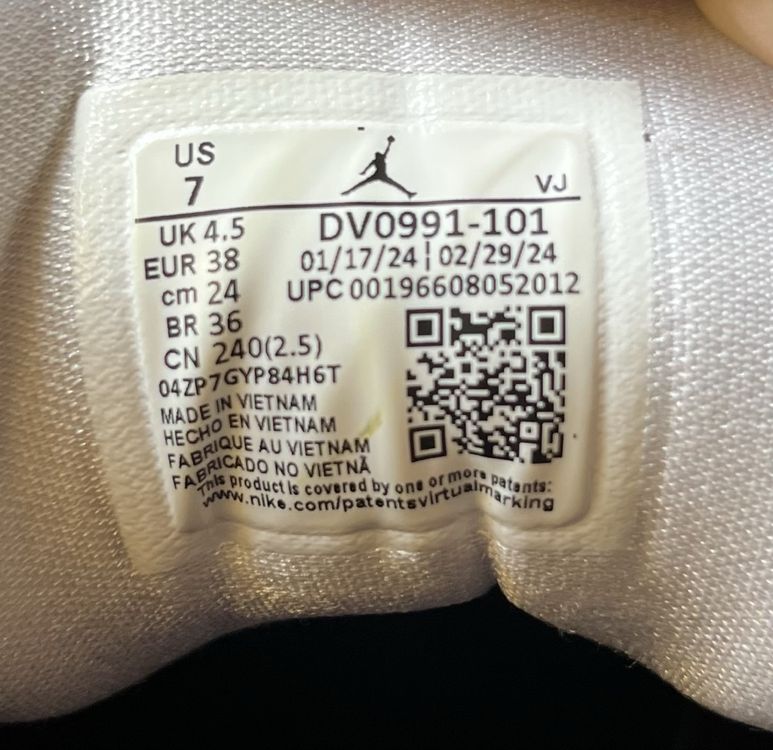 US
7
VJ
UK 4.5
EUR 38
cm 24
BR 36
CN 240(2.5)
DV0991-101
01/17/24 | 02/29/24
UPC 00196608052012
04ZP7GYP84H6T
MADE IN VIETNAM
HECHO EN VIETNAM
FABRIQUE AU VIETNAM
FABRICADO NO VIETNÃ
This product is covered by one or more patents:
www.nike.com/patentsvirtualmarking